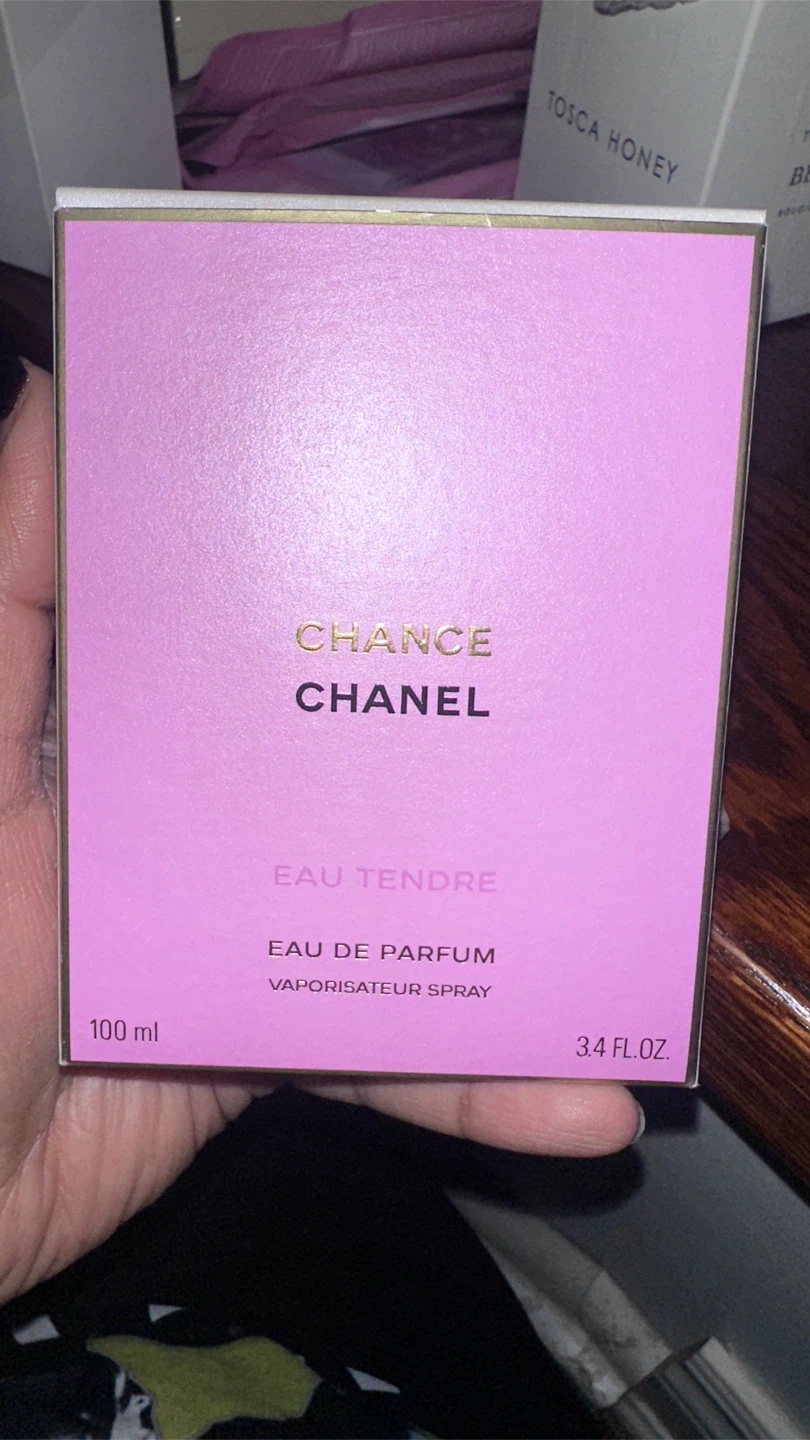 TOSCA HONEY
CHANCE
CHANEL
EAU TENDRE
EAU DE PARFUM
VAPORISATEUR SPRAY
100 ml
3.4 FL.OZ.